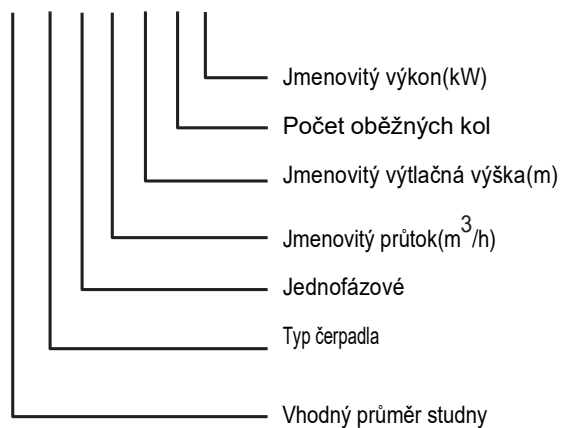 Jmenovitý výkon(kW)
Počet oběžných kol
Jmenovitý výtlačná výška(m)
Jmenovitý průtok(m³/h)
Jednofázové
Typ čerpadla
Vhodný průměr studny